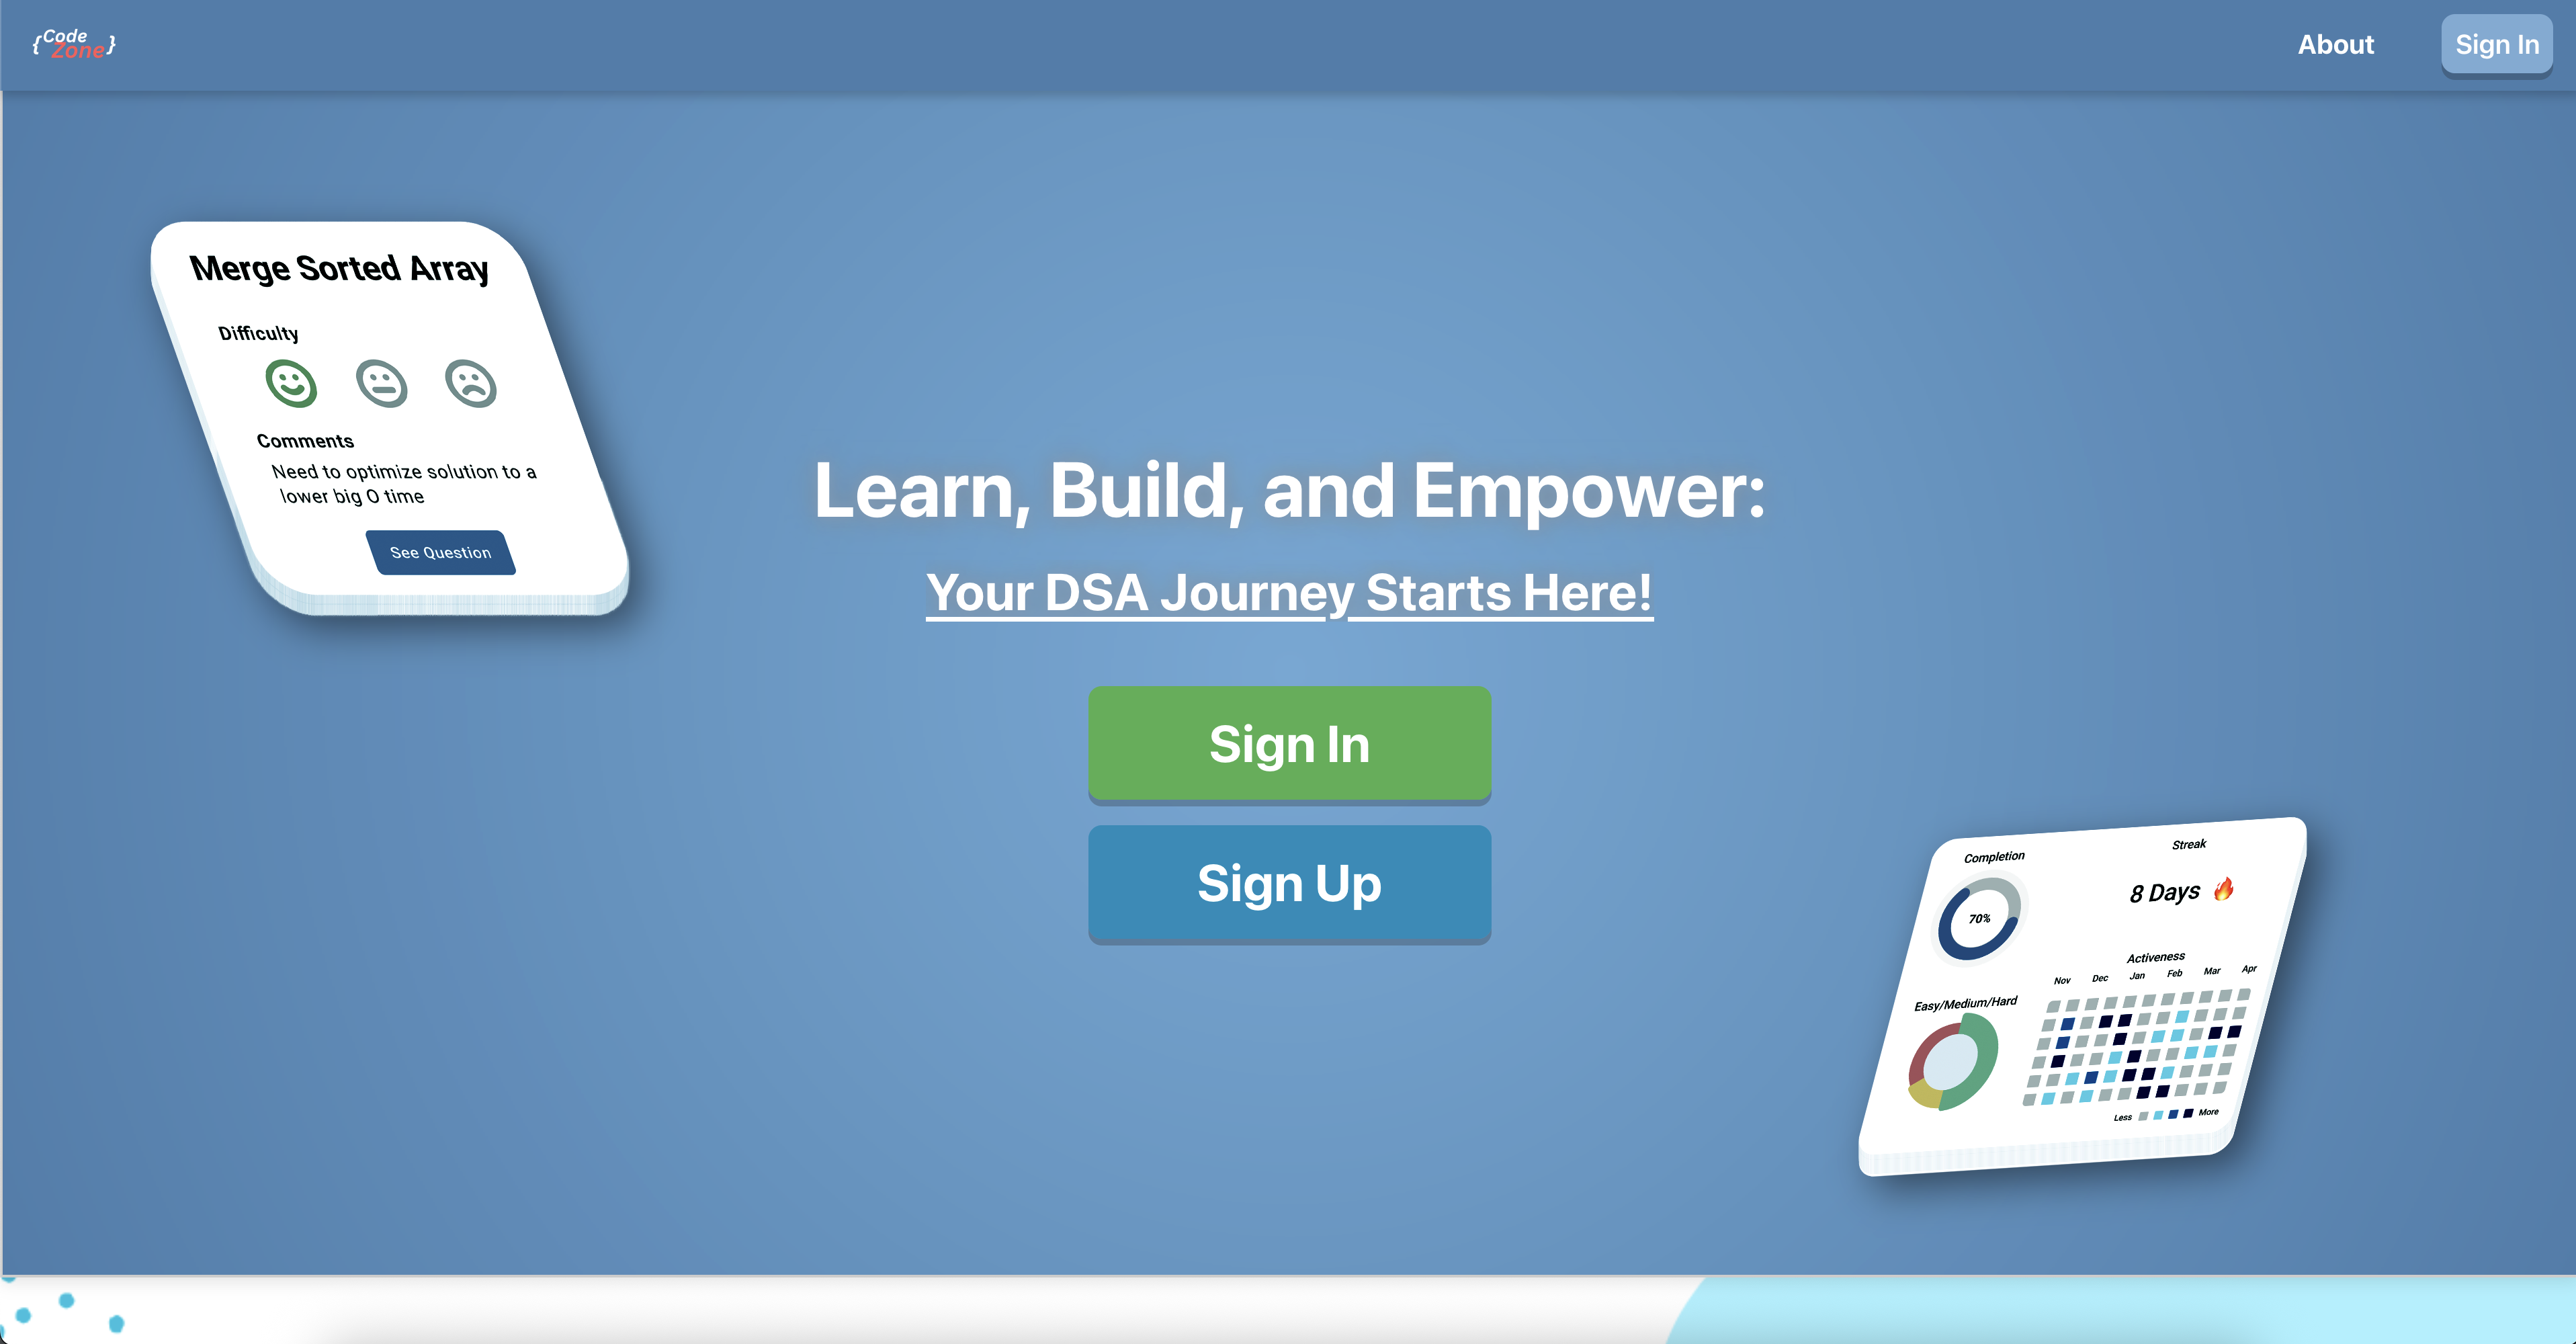 {Code
Zone}
About
Sign In
Merge Sorted Array
Difficulty
Comments
Need to optimize solution to a
lower big O time
See Question
Learn, Build, and Empower:
Your DSA Journey Starts Here!
Sign In
Sign Up
Completion
70%
Streak
8 Days 🔥
Easy/Medium/Hard
Activeness
Nov Dec Jan Feb Mar Apr
Less More